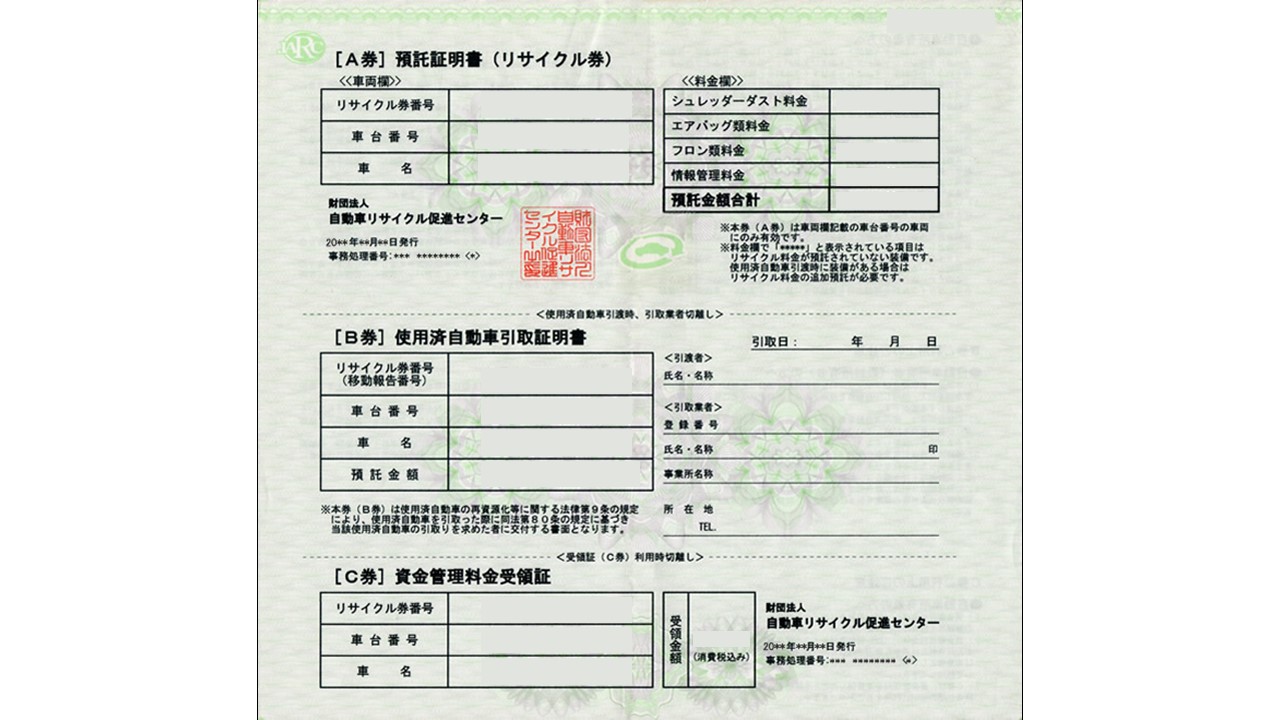 JARC
［Ａ券］預託証明書（リサイクル券）
≪車両欄≫
リサイクル券番号
車台番号
車名
≪料金欄≫
シュレッダーダスト料金
エアバッグ類料金
フロン類料金
情報管理料金
預託金額合計
財団法人
自動車リサイクル促進センター
20**年**月**日発行
事務処理番号:*** ******** <*>
財団法人
自動車リサ
イクル促進
センター
※本券（Ａ券）は車両欄記載の車台番号の車両
にのみ有効です。
※料金欄で「*****」と表示されている項目は
リサイクル料金が預託されていない装備です。
使用済自動車引渡時に装備がある場合は
リサイクル料金の追加預託が必要です。
＜使用済自動車引渡時、引取業者切離し＞
［Ｂ券］使用済自動車引取証明書
リサイクル券番号
（移動報告番号）
車台番号
車名
預託金額
引取日： 年 月 日
＜引渡者＞
氏名・名称
＜引取業者＞
登録番号
氏名・名称 印
事業所名称
所在地
TEL.
※本券（Ｂ券）は使用済自動車の再資源化等に関する法律第９条の規定
により、使用済自動車を引取った際に同法第８０条の規定に基づき
当該使用済自動車の引取りを求めた者に交付する書面となります。
＜受領証（Ｃ券）利用時切離し＞
［Ｃ券］資金管理料金受領証
リサイクル券番号
車台番号
車名
受領金額
（消費税込み）
財団法人
自動車リサイクル促進センター
20**年**月**日発行
事務処理番号:*** ******** <*>